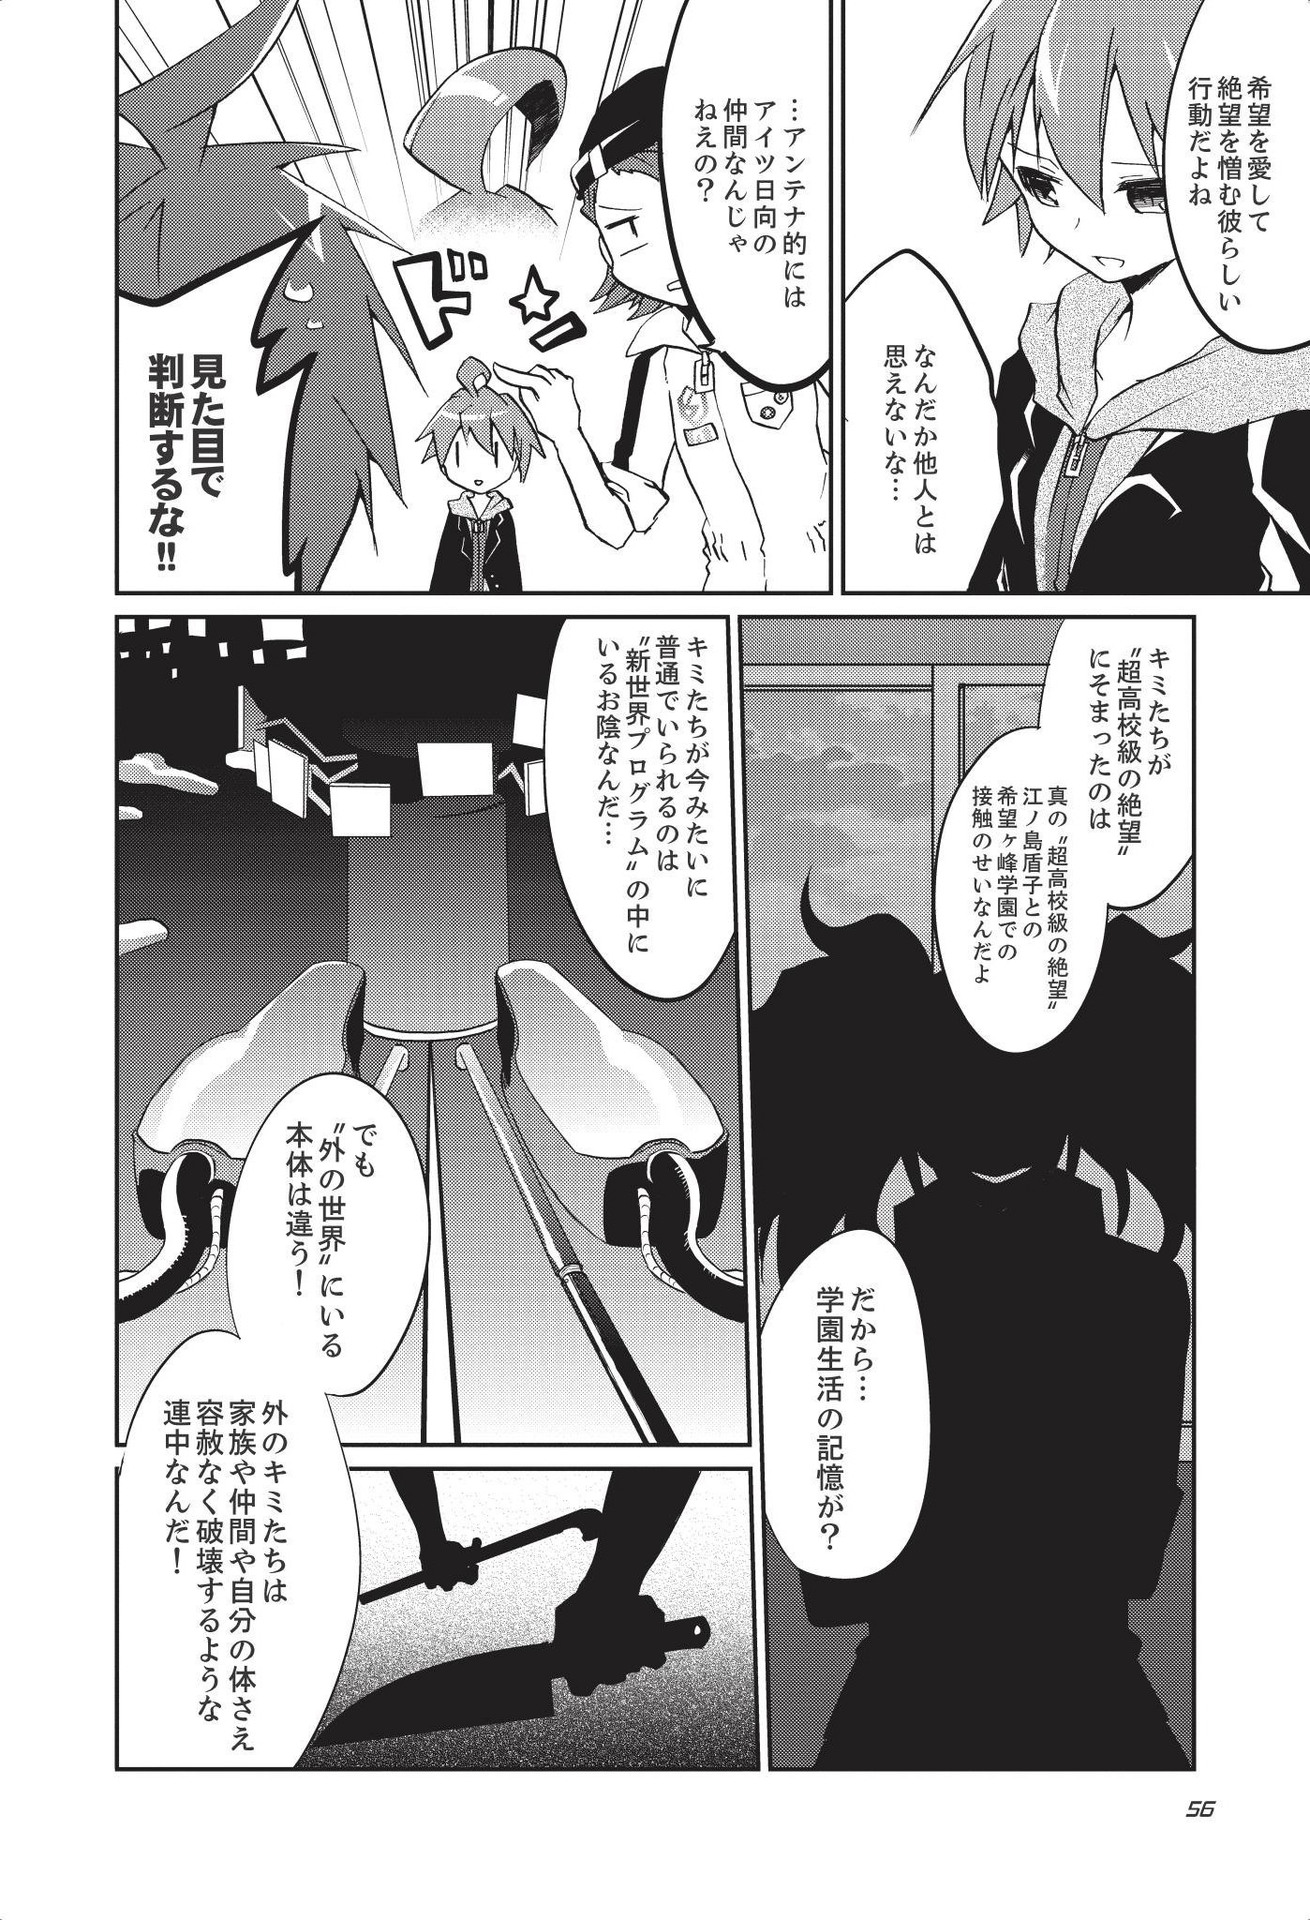 希望を愛して
絶望を憎む彼らしい
行動だよね
なんだか他人とは
思えないな…
…アンテナ的には
アイツ日向の
仲間なんじゃ
ねえの？
ドーン
見た目で
判断するな!!
キミたちが
〝超高校級の絶望〟
にそまったのは
真の〝超高校級の絶望〟
江ノ島盾子との
希望ヶ峰学園での
接触のせいなんだよ
だから…
学園生活の記憶が？
キミたちが今みたいに
普通でいられるのは
〝新世界プログラム〟の中に
いるお陰なんだ…
でも
〝外の世界〟にいる
本体は違う！
外のキミたちは
家族や仲間や自分の体さえ
容赦なく破壊するような
連中なんだ！
56